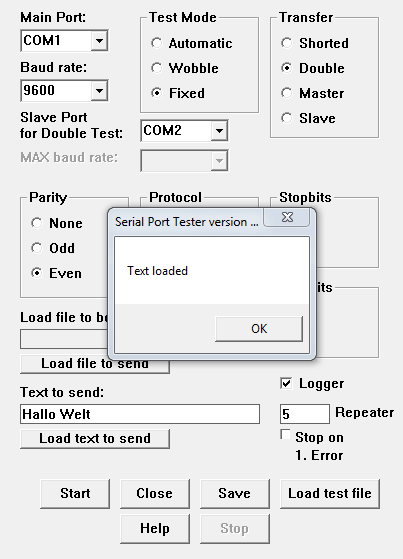 Main Port:
COM1
Test Mode
Automatic
Wobble
Fixed
Transfer
Shorted
Double
Master
Slave
Baud rate:
9600
Slave Port
for Double Test:
COM2
MAX baud rate:
Parity
None
Odd
Even
Protocol
Stopbits
Serial Port Tester version ...
Text loaded
OK
Load file to be
its
Load file to send
Text to send:
Hallo Welt
Load text to send
Logger
5 Repeater
Stop on
1. Error
Start Close Save Load test file
Help Stop